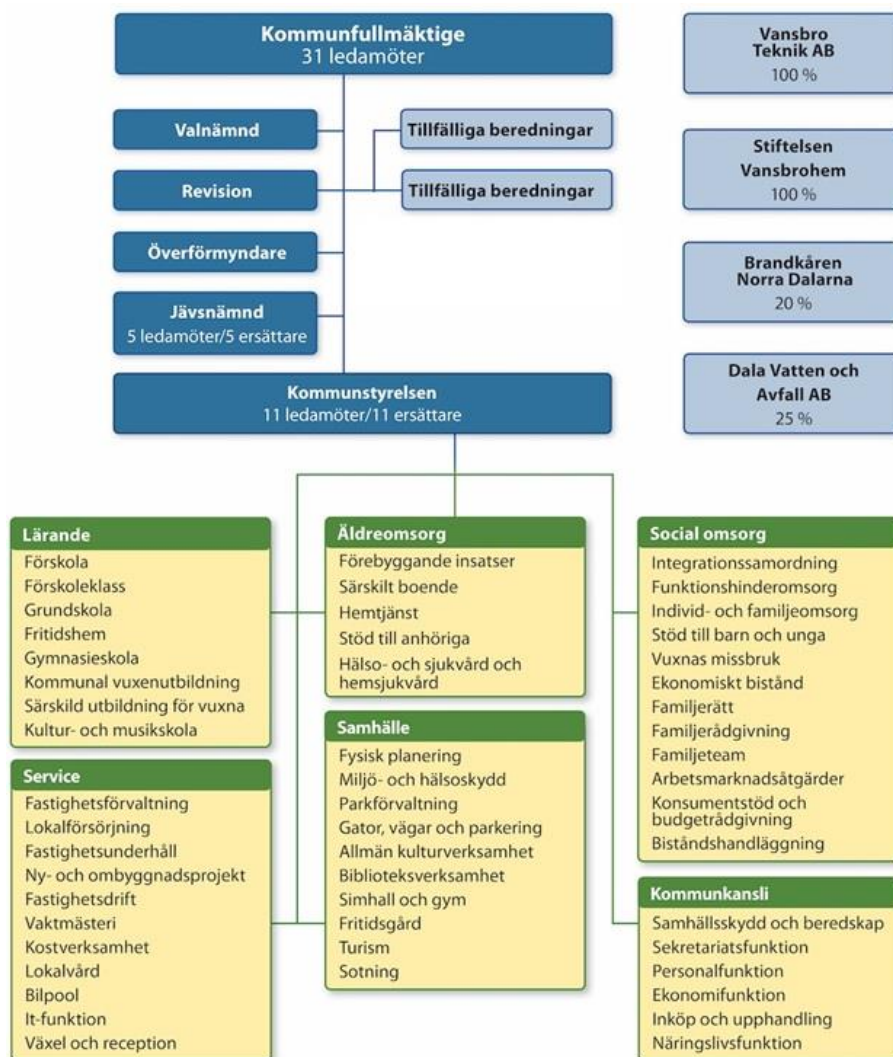 Kommunfullmäktige
31 ledamöter
Valnämnd
Tillfälliga beredningar
Revision
Tillfälliga beredningar
Överförmyndare
Jävsnämnd
5 ledamöter/5 ersättare
Kommunstyrelsen
11 ledamöter/11 ersättare
Vansbro
Teknik AB
100 %
Stiftelsen
Vansbrohem
100 %
Brandkåren
Norra Dalarna
20 %
Dala Vatten och
Avfall AB
25 %
Lärande
Förskola
Förskoleklass
Grundskola
Fritidshem
Gymnasieskola
Kommunal vuxenutbildning
Särskild utbildning för vuxna
Kultur- och musikskola
Service
Fastighetsförvaltning
Lokalförsörjning
Fastighetsunderhåll
Ny- och ombyggnadsprojekt
Fastighetsdrift
Vaktmästeri
Kostverksamhet
Lokalvård
Bilpool
It-funktion
Växel och reception
Äldreomsorg
Förebyggande insatser
Särskilt boende
Hemtjänst
Stöd till anhöriga
Hälso- och sjukvård och
hemsjukvård
Samhälle
Fysisk planering
Miljö- och hälsoskydd
Parkförvaltning
Gator, vägar och parkering
Allmän kulturverksamhet
Biblioteksverksamhet
Simhall och gym
Fritidsgård
Turism
Sotning
Social omsorg
Integrationssamordning
Funktionshinderomsorg
Individ- och familjeomsorg
Stöd till barn och unga
Vuxnas missbruk
Ekonomiskt bistånd
Familjerätt
Familjerådgivning
Familjeteam
Arbetsmarknadsåtgärder
Konsumentstöd och
budgetrådgivning
Biståndshandläggning
Kommunkansli
Samhällsskydd och beredskap
Sekretariatsfunktion
Personalfunktion
Ekonomifunktion
Inköp och upphandling
Näringslivsfunktion